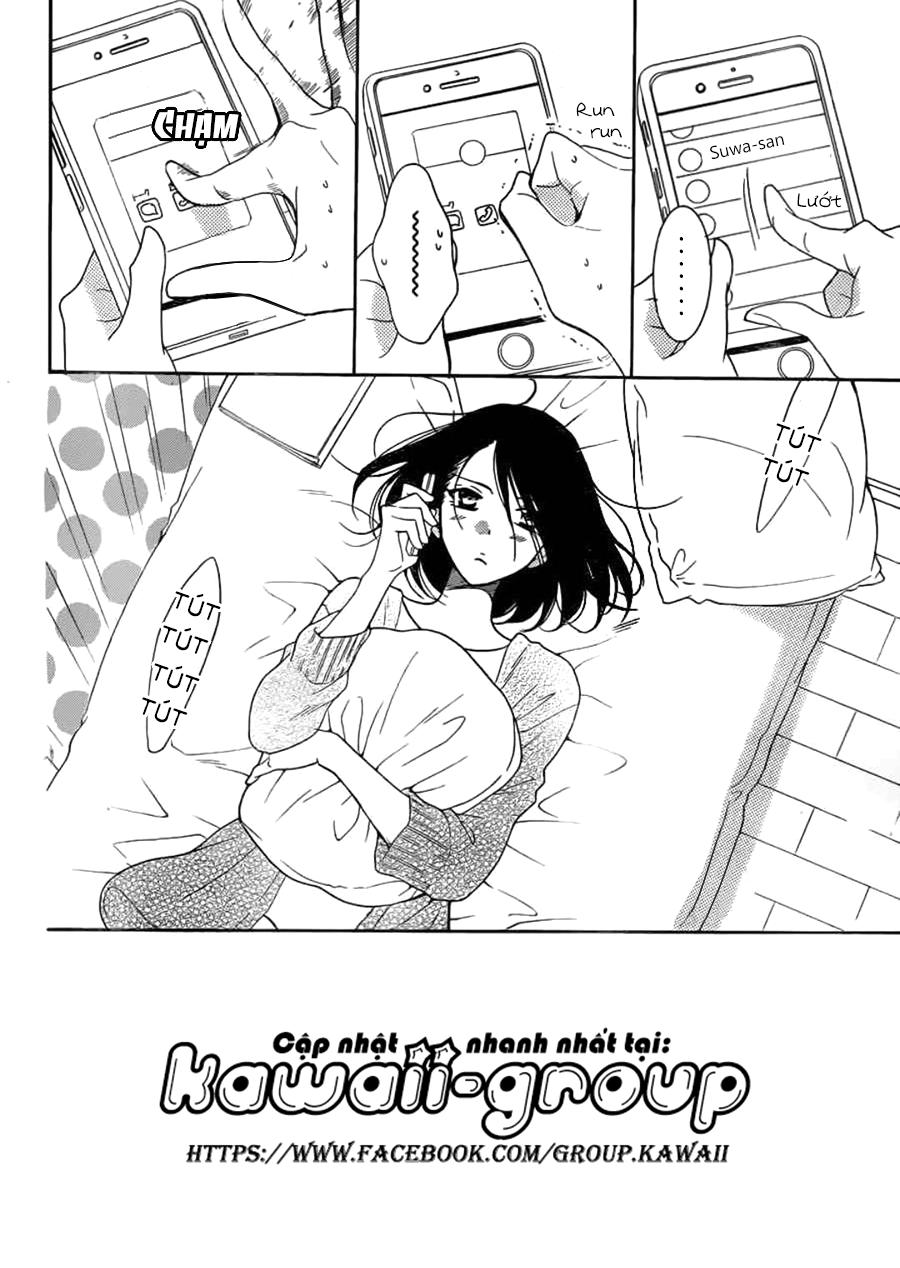 Suwa-san
Lướt
........
Run
run
CHẠM
TÚT
TÚT
TÚT
TÚT
TÚT
TÚT
Cập nhật nhanh nhất tại:
kawaii-group
HTTPS://WWW.FACEBOOK.COM/GROUP.KAWAII